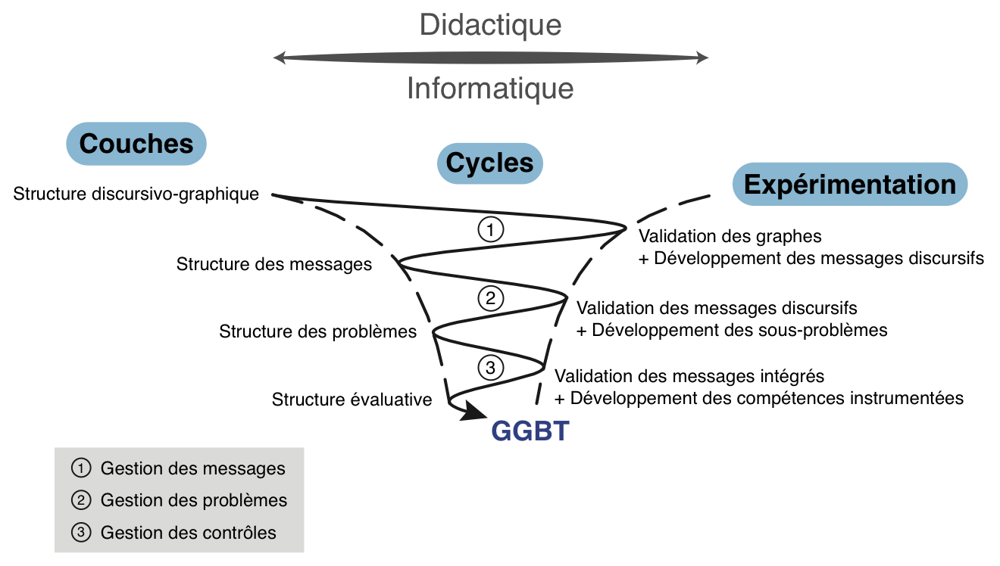 Didactique
Informatique
Couches
Cycles
Expérimentation
Structure discursivo-graphique
1
Validation des graphes
+ Développement des messages discursifs
Structure des messages
2
Validation des messages discursifs
+ Développement des sous-problèmes
Structure des problèmes
3
Validation des messages intégrés
+ Développement des compétences instrumentées
Structure évaluative
GGBT
1 Gestion des messages
2 Gestion des problèmes
3 Gestion des contrôles